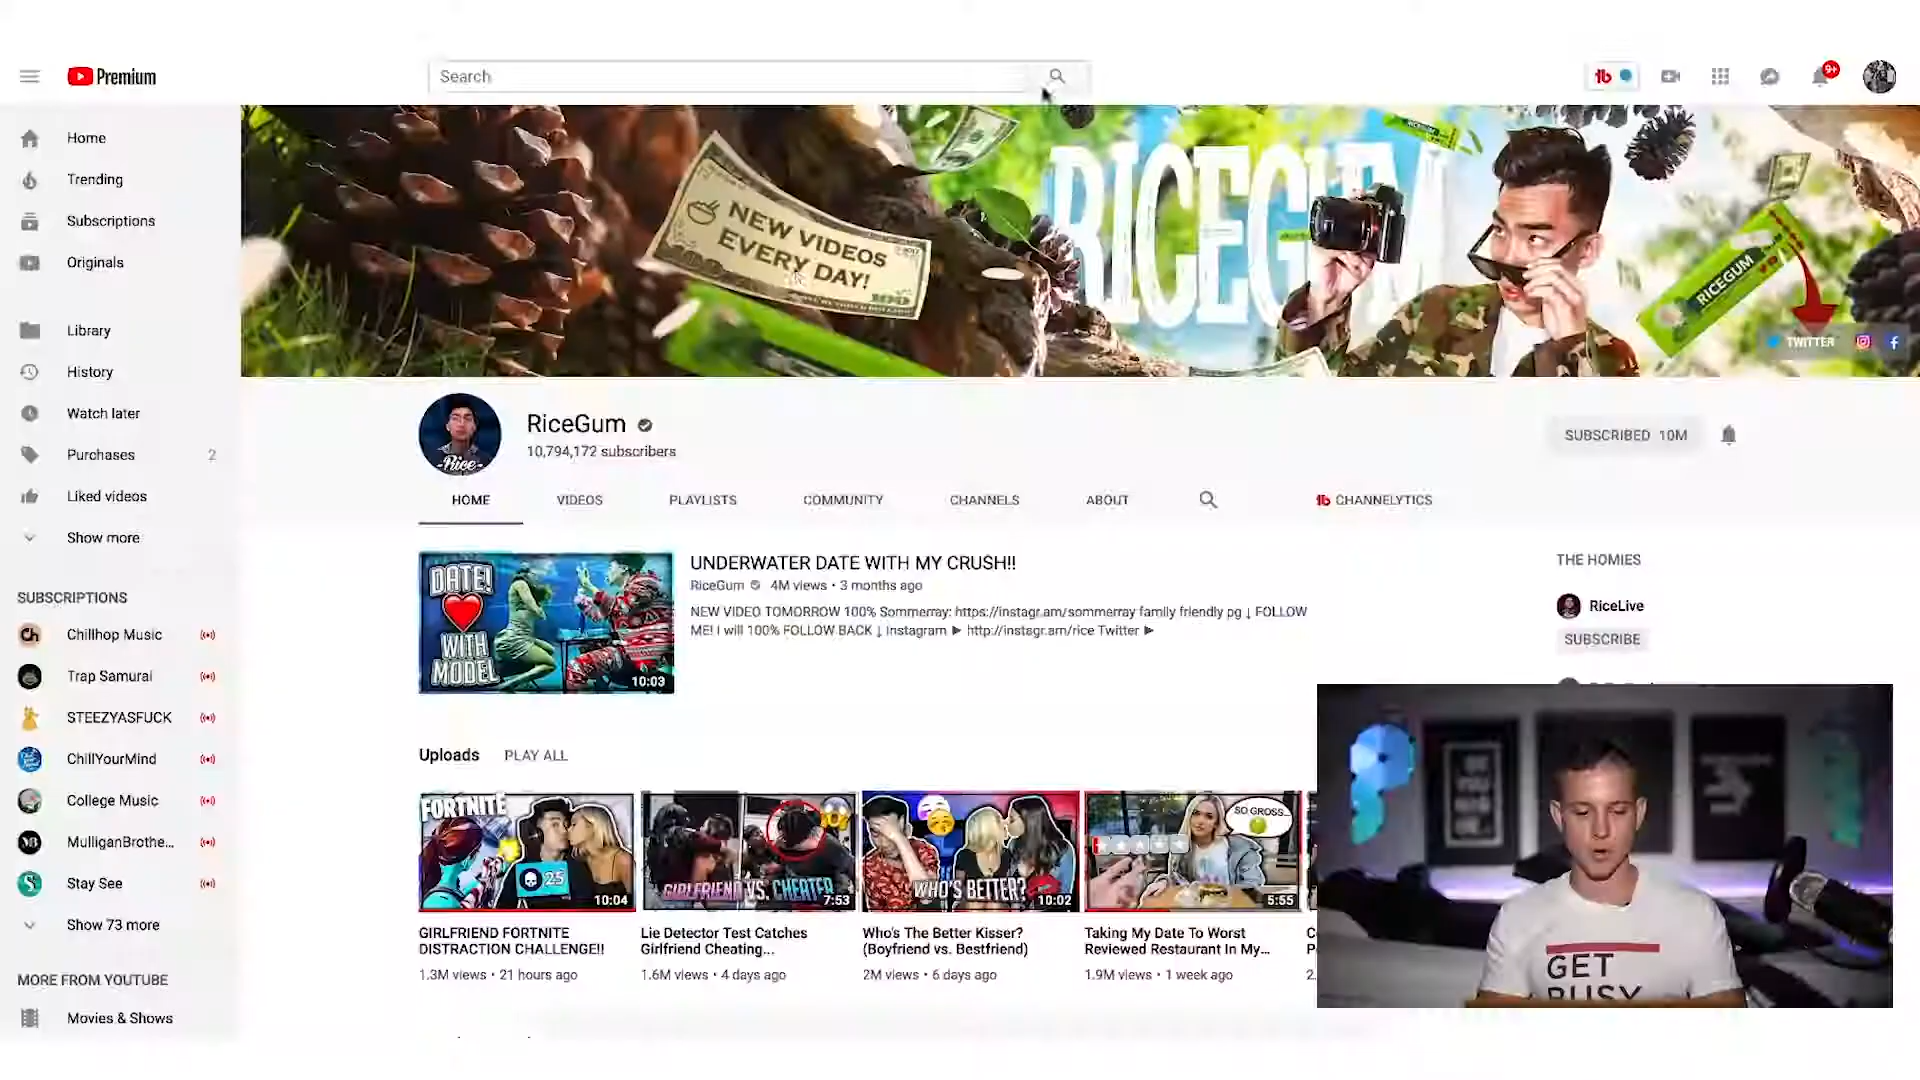 Premium
Search
9+
Home
Trending
Subscriptions
Originals
Library
History
Watch later
Purchases 2
Liked videos
Show more
SUBSCRIPTIONS
Chillhop Music
Trap Samurai
STEEZYASFUCK
ChillYourMind
College Music
MulliganBrothe...
Stay See
Show 73 more
MORE FROM YOUTUBE
Movies & Shows
NEW VIDEOS
EVERY DAY!
100
RICEGUM
RICEGUM
TWITTER
-Rice-
RiceGum
10,794,172 subscribers
SUBSCRIBED 10M
HOME
VIDEOS
PLAYLISTS
COMMUNITY
CHANNELS
ABOUT
CHANNELYTICS
DATE!
WITH
MODEL
10:03
UNDERWATER DATE WITH MY CRUSH!!
RiceGum 4M views • 3 months ago
NEW VIDEO TOMORROW 100% Sommerray: https://instagr.am/sommerray family friendly pg ↓ FOLLOW
ME! I will 100% FOLLOW BACK ↓ Instagram ► http://instagr.am/rice Twitter ►
THE HOMIES
RiceLive
SUBSCRIBE
Uploads PLAY ALL
FORTNITE
25
10:04
GIRLFRIEND FORTNITE
DISTRACTION CHALLENGE!!
1.3M views • 21 hours ago
GIRLFRIEND VS. CHEATER
7:53
Lie Detector Test Catches
Girlfriend Cheating...
1.6M views • 4 days ago
WHO'S BETTER?
10:02
Who's The Better Kisser?
(Boyfriend vs. Bestfriend)
2M views • 6 days ago
SO GROSS...
5:55
Taking My Date To Worst
Reviewed Restaurant In My...
1.9M views • 1 week ago
GET
BUSY